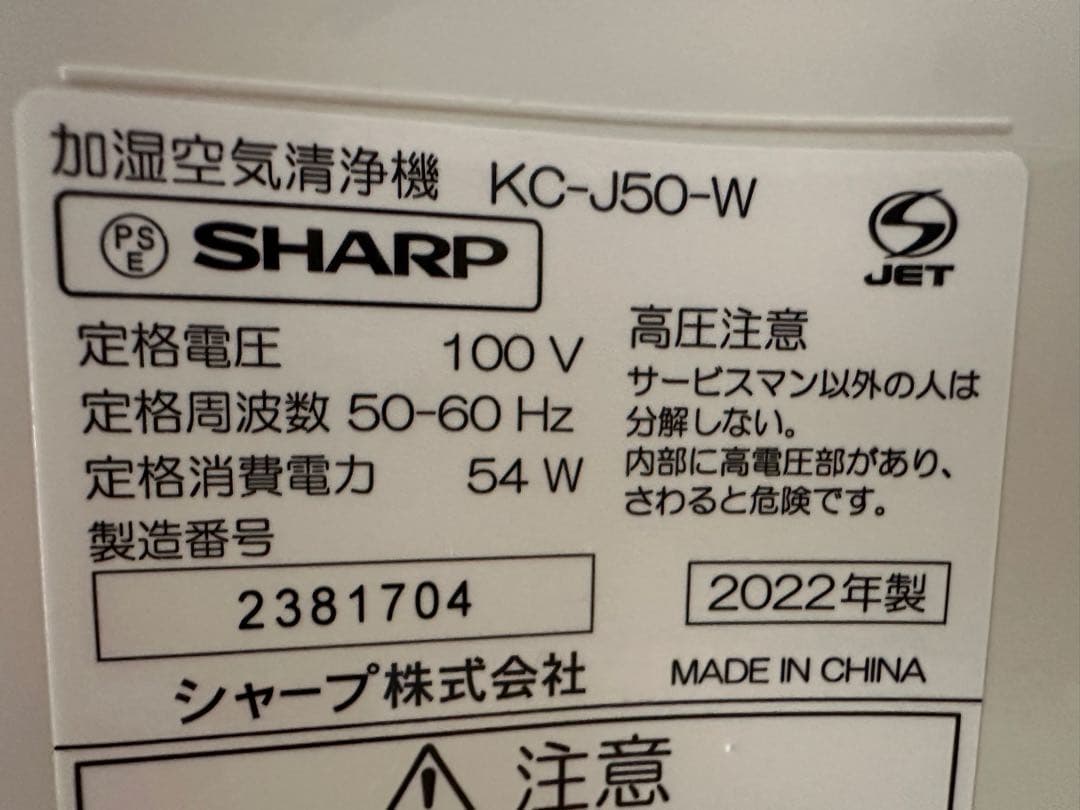 加湿空気清浄機 KC-J50-W
PS
E
SHARP
JET
定格電圧 100 V
定格周波数 50-60 Hz
定格消費電力 54 W
製造番号
2381704
シャープ株式会社
高圧注意
サービスマン以外の人は
分解しない。
内部に高電圧部があり、
さわると危険です。
2022年製
MADE IN CHINA
注意